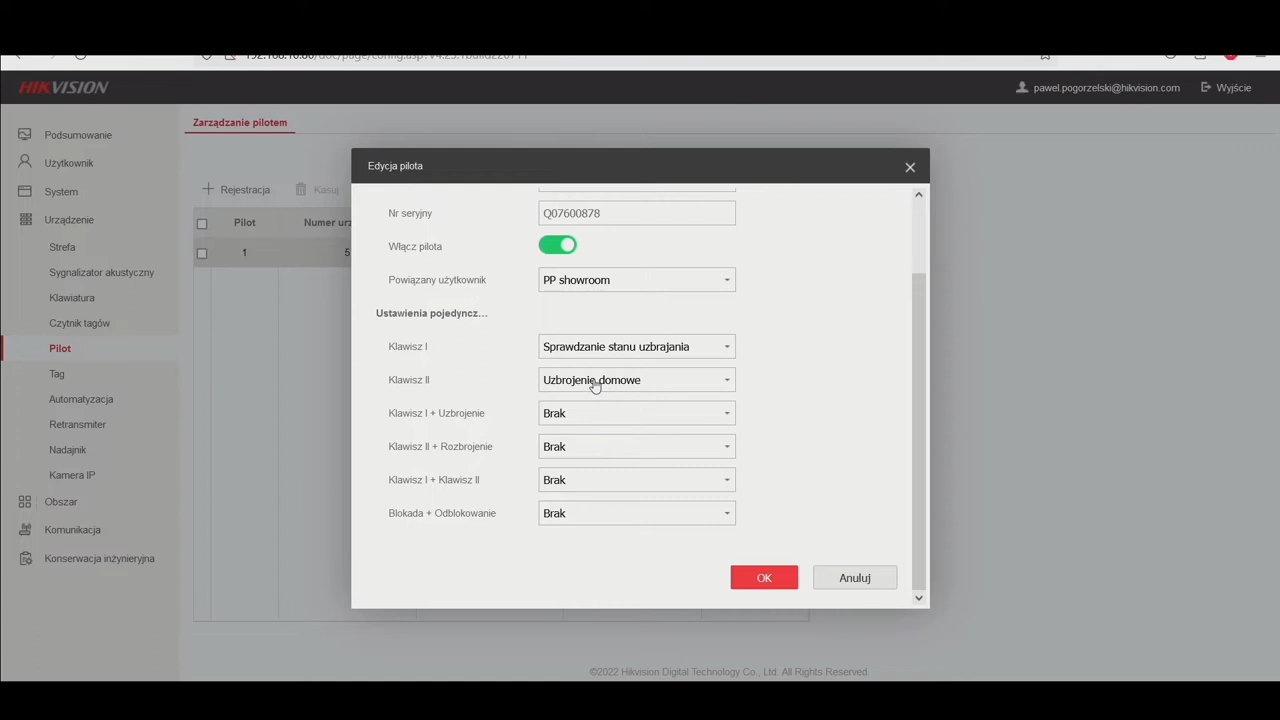 HIKVISION
pawel.pogorzelski@hikvision.com
Wyjście
Podsumowanie
Użytkownik
System
Urządzenie
Strefa
Sygnalizator akustyczny
Klawiatura
Czytnik tagów
Pilot
Tag
Automatyzacja
Retransmiter
Nadajnik
Kamera IP
Obszar
Komunikacja
Konserwacja inżynieryjna
Zarządzanie pilotem
Rejestracja
Kasuj
Pilot
Numer urz
1
5
Edycja pilota
Nr seryjny
Q07600878
Włącz pilota
Powiązany użytkownik
PP showroom
Ustawienia pojedyncz...
Klawisz I
Sprawdzanie stanu uzbrajania
Klawisz II
Uzbrojenie domowe
Klawisz I + Uzbrojenie
Brak
Klawisz II + Rozbrojenie
Brak
Klawisz I + Klawisz II
Brak
Blokada + Odblokowanie
Brak
OK
Anuluj
©2022 Hikvision Digital Technology Co., Ltd. All Rights Reserved.